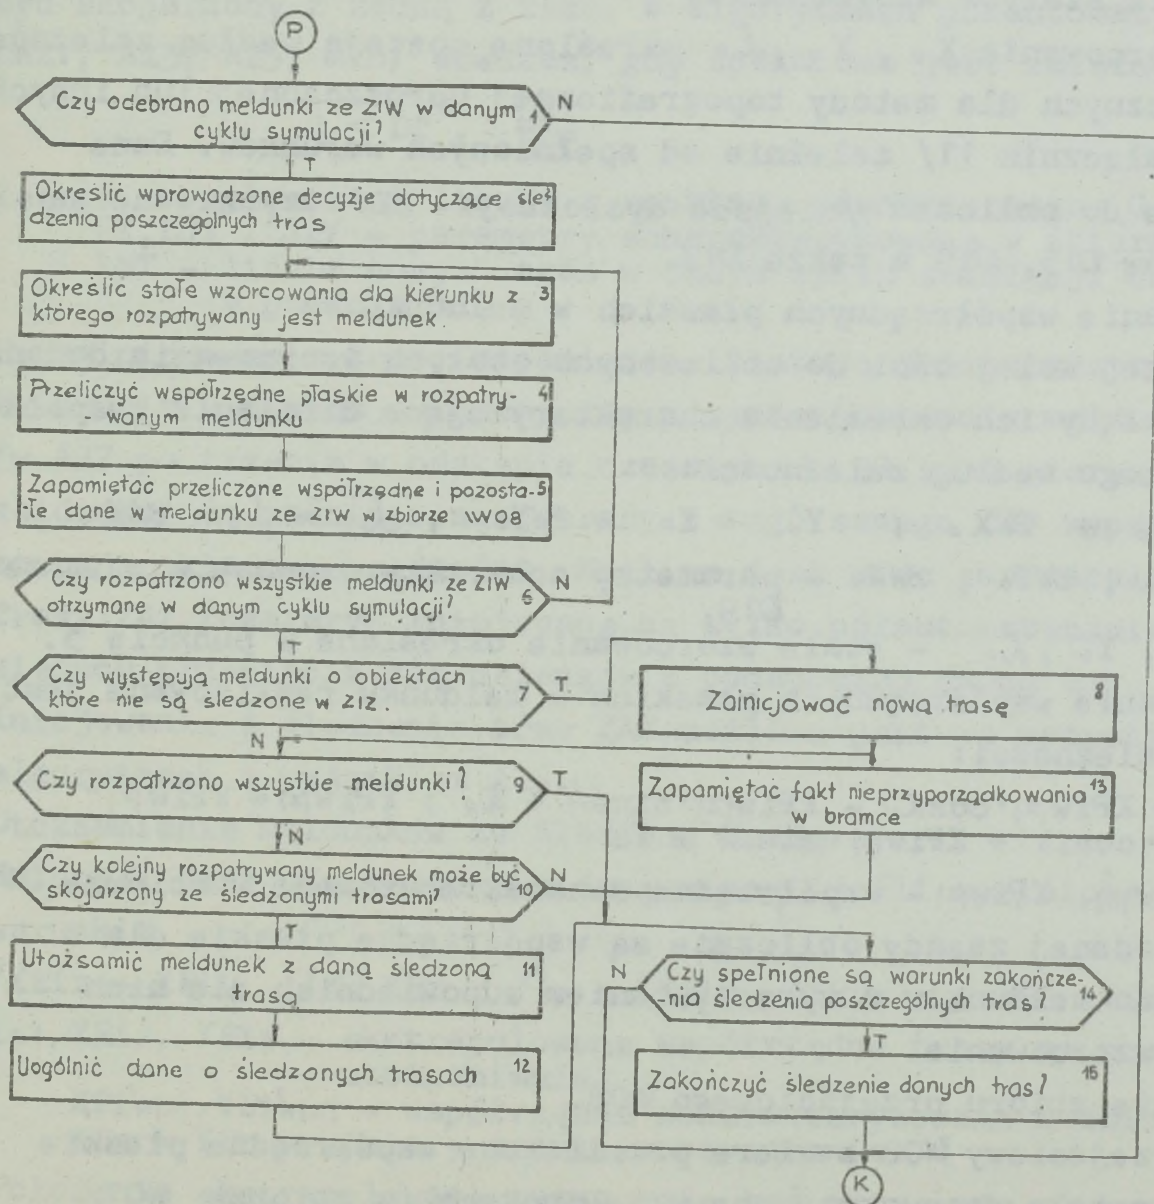 P
Czy odebrano meldunki ze ZIW w danym
cyklu symulacji?
1
N
T
Określić wprowadzone decyzje dotyczące śle-
dzenia poszczególnych tras
2
Określić stałe wzorcowania dla kierunku z
którego rozpatrywany jest meldunek.
3
Przeliczyć współrzędne płaskie w rozpatry-
wanym meldunku
4
Zapamiętać przeliczone współrzędne i pozosta-
-łe dane w meldunku ze ZIW w zbiorze WO8
5
Czy rozpatrzono wszystkie meldunki ze ZIW
otrzymane w danym cyklu symulacji?
6
N
T
Czy występują meldunki o obiektach
które nie są śledzone w ZIZ.
7
T
N
Zainicjować nową trasę
8
Czy rozpatrzono wszystkie meldunki?
9
T
N
Zapamiętać fakt nieprzyporządkowania
w bramce
13
Czy kolejny rozpatrywany meldunek może być
skojarzony ze śledzonymi trasami?
10
N
T
Utożsamić meldunek z daną śledzoną
trasą
11
Uogólnić dane o śledzonych trasach
12
N
Czy spełnione są warunki zakończe-
-nia śledzenia poszczególnych tras?
14
T
Zakończyć śledzenie danych tras?
15
K